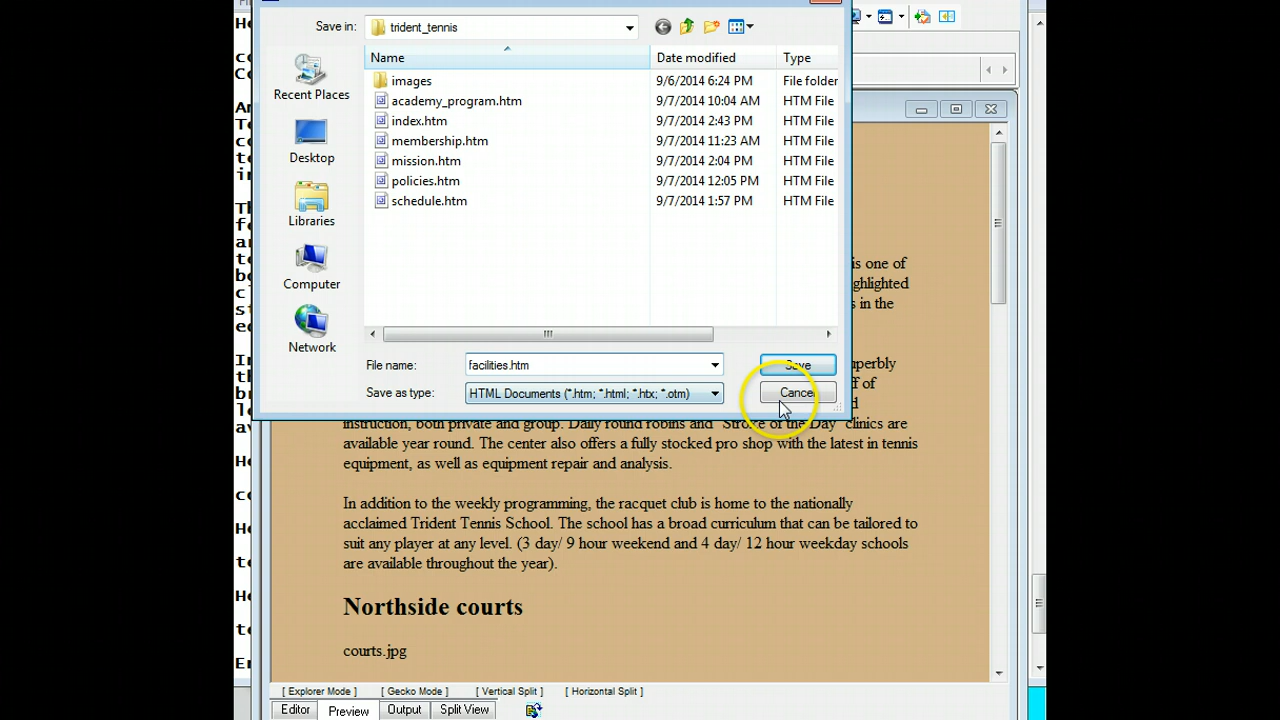 Save in:
trident_tennis
Name
Date modified
Type
images
9/6/2014 6:24 PM
File folder
academy_program.htm
9/7/2014 10:04 AM
HTM File
index.htm
9/7/2014 2:43 PM
HTM File
membership.htm
9/7/2014 11:23 AM
HTM File
mission.htm
9/7/2014 2:04 PM
HTM File
policies.htm
9/7/2014 12:05 PM
HTM File
schedule.htm
9/7/2014 1:57 PM
HTM File
Recent Places
Desktop
Libraries
Computer
Network
File name:
facilities.htm
Save
Save as type:
HTML Documents (*.htm; *.html; *.htx; *.otm)
Cancel
is one of
s in the
ff of
instruction, both private and group. Daily round robins and "Stroke of the Day" clinics are
available year round. The center also offers a fully stocked pro shop with the latest in tennis
equipment, as well as equipment repair and analysis.
In addition to the weekly programming, the racquet club is home to the nationally
acclaimed Trident Tennis School. The school has a broad curriculum that can be tailored to
suit any player at any level. (3 day/ 9 hour weekend and 4 day/ 12 hour weekday schools
are available throughout the year).
Northside courts
courts.jpg
[ Explorer Mode ]
[ Gecko Mode ]
[ Vertical Split ]
[ Horizontal Split ]
Editor
Preview
Output
Split View